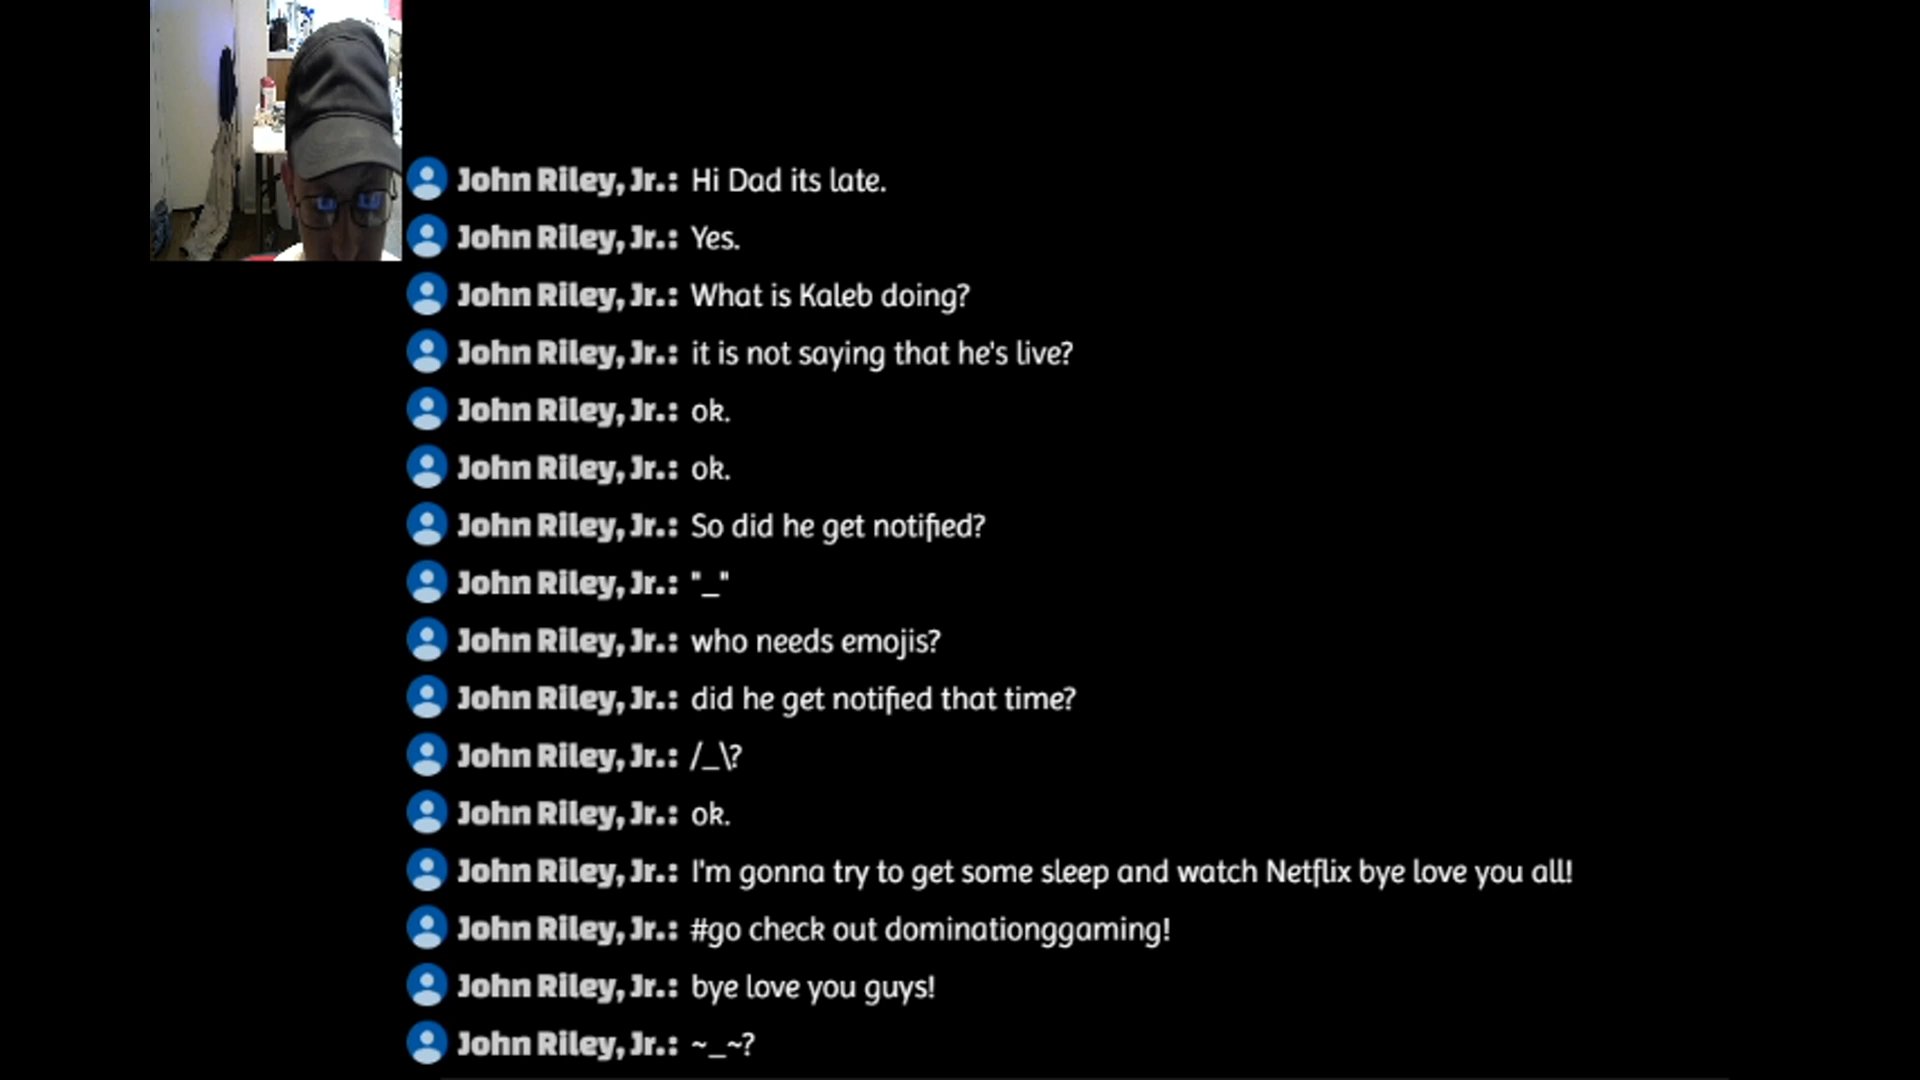 John Riley, Jr.: Hi Dad its late.
John Riley, Jr.: Yes.
John Riley, Jr.: What is Kaleb doing?
John Riley, Jr.: it is not saying that he's live?
John Riley, Jr.: ok.
John Riley, Jr.: ok.
John Riley, Jr.: So did he get notified?
John Riley, Jr.: "_"
John Riley, Jr.: who needs emojis?
John Riley, Jr.: did he get notified that time?
John Riley, Jr.: /_\?
John Riley, Jr.: ok.
John Riley, Jr.: I'm gonna try to get some sleep and watch Netflix bye love you all!
John Riley, Jr.: #go check out dominationggaming!
John Riley, Jr.: bye love you guys!
John Riley, Jr.: ~_~?